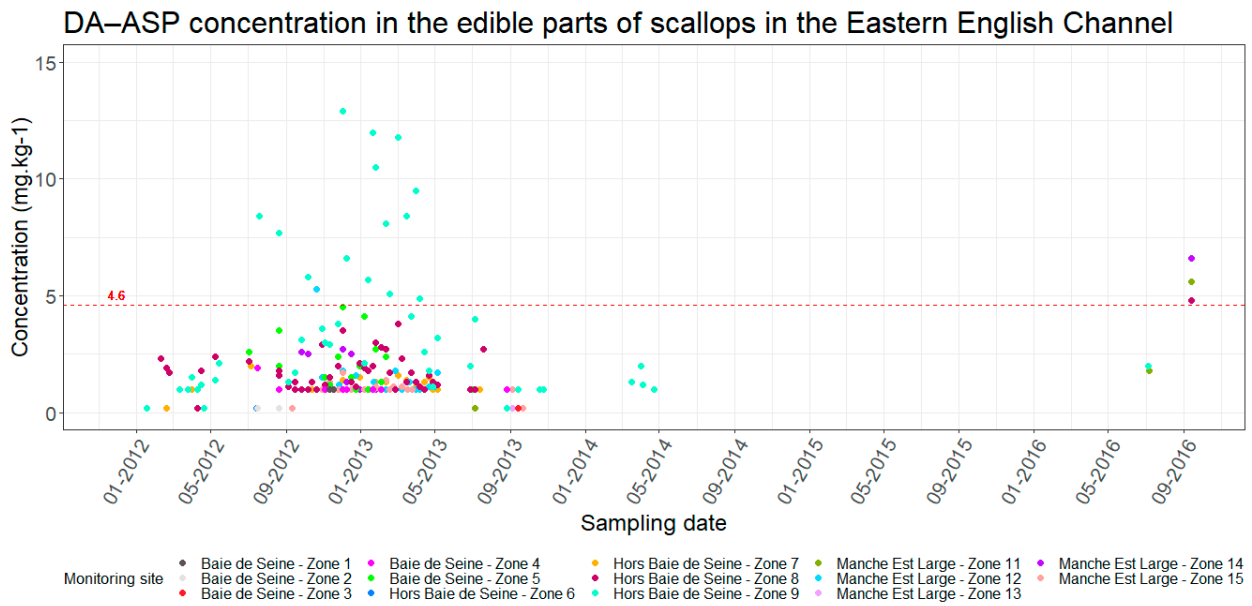 DA–ASP concentration in the edible parts of scallops in the Eastern English Channel
Concentration (mg.kg-1)
15
10
5
0
4.6
01-2012
05-2012
09-2012
01-2013
05-2013
09-2013
01-2014
05-2014
09-2014
01-2015
05-2015
09-2015
01-2016
05-2016
09-2016
Sampling date
Monitoring site
Baie de Seine - Zone 1
Baie de Seine - Zone 2
Baie de Seine - Zone 3
Baie de Seine - Zone 4
Baie de Seine - Zone 5
Hors Baie de Seine - Zone 6
Hors Baie de Seine - Zone 7
Hors Baie de Seine - Zone 8
Hors Baie de Seine - Zone 9
Manche Est Large - Zone 11
Manche Est Large - Zone 12
Manche Est Large - Zone 13
Manche Est Large - Zone 14
Manche Est Large - Zone 15